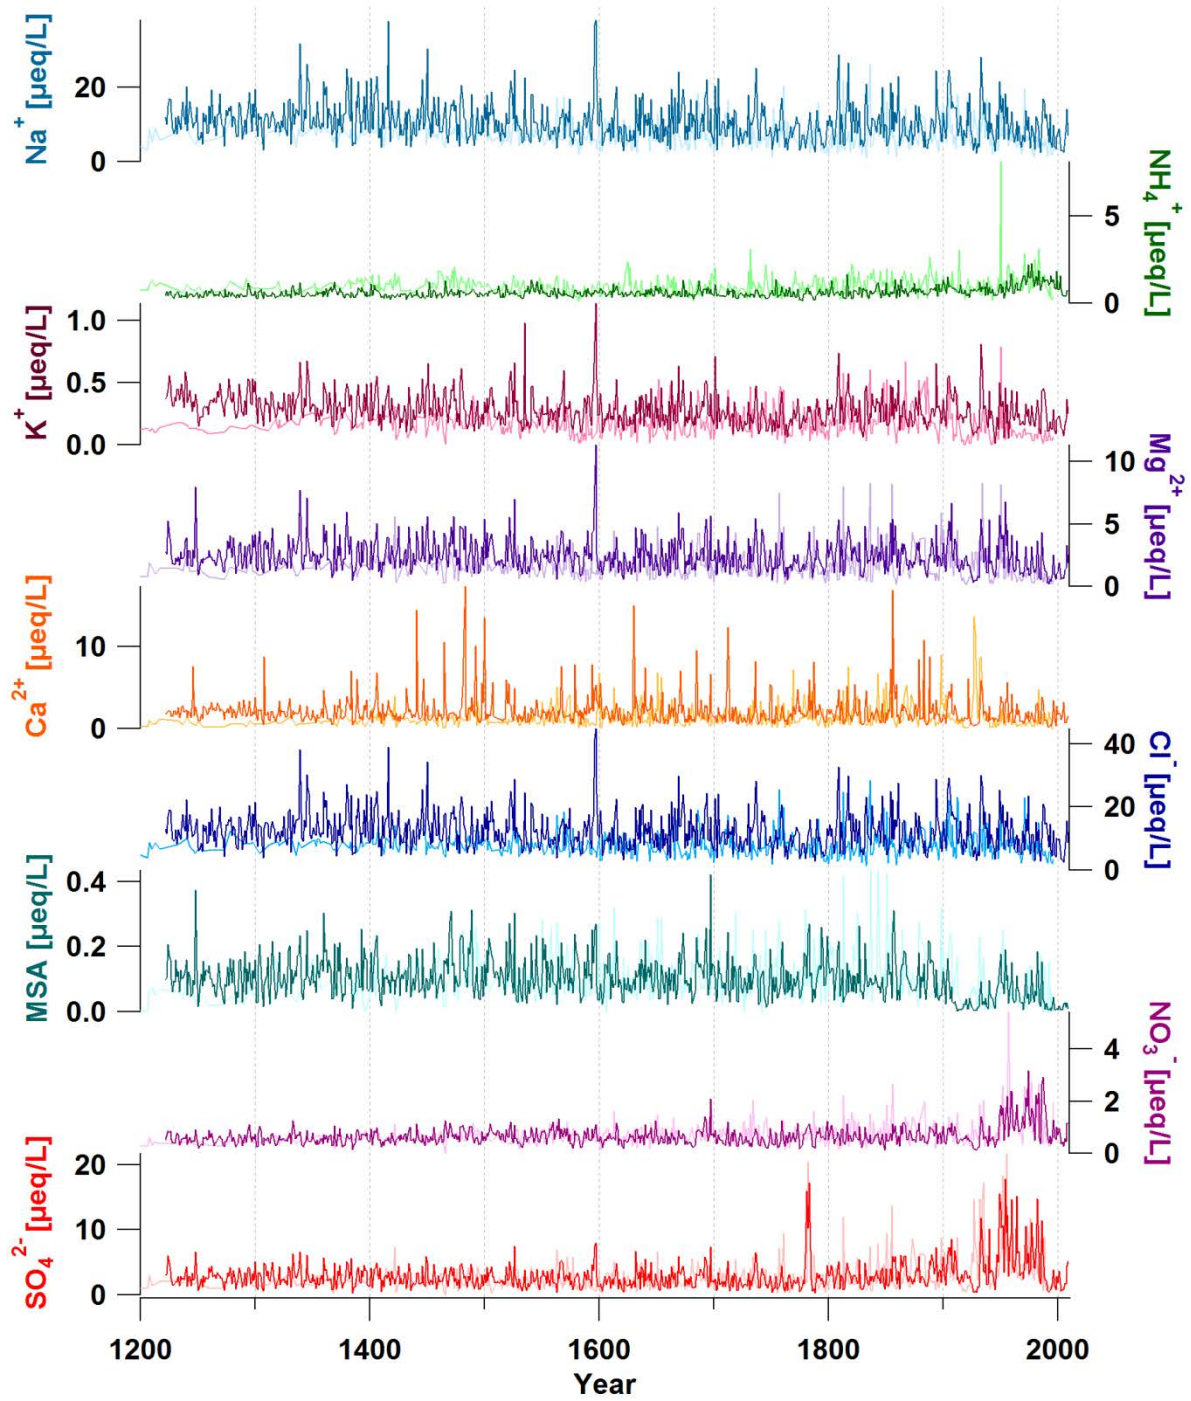 Na⁺ [µeq/L]
20
0
NH₄⁺ [µeq/L]
5
0
K⁺ [µeq/L]
1.0
0.5
0.0
Mg²⁺ [µeq/L]
10
5
0
Ca²⁺ [µeq/L]
10
0
Cl⁻ [µeq/L]
40
20
0
MSA [µeq/L]
0.4
0.2
0.0
NO₃⁻ [µeq/L]
4
2
0
SO₄²⁻ [µeq/L]
20
10
0
1200 1400 1600 1800 2000
Year